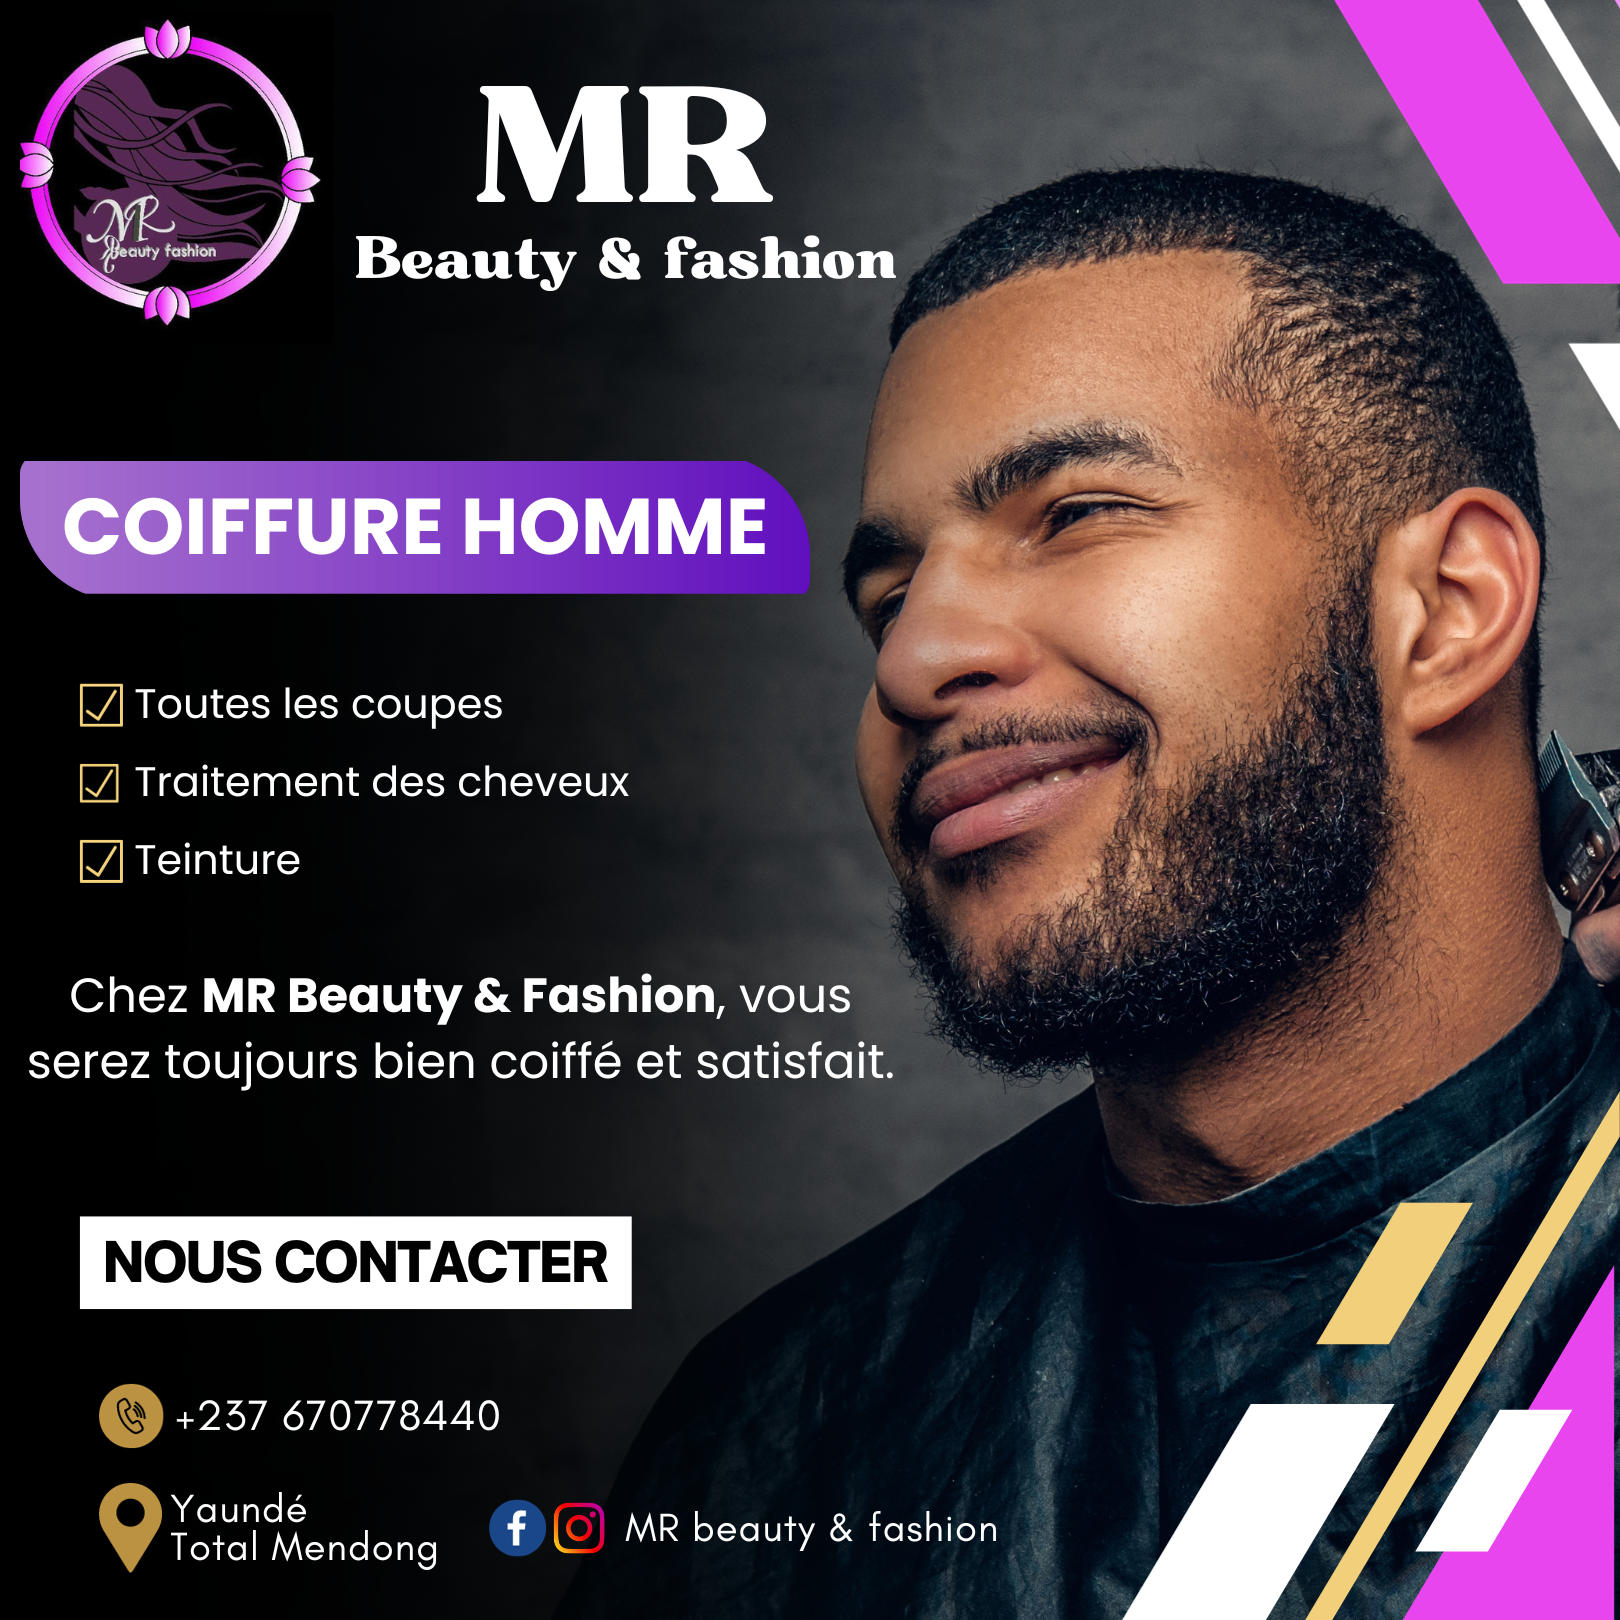 MR
Beauty fashion
MR
Beauty & fashion
COIFFURE HOMME
Toutes les coupes
Traitement des cheveux
Teinture
Chez MR Beauty & Fashion, vous
serez toujours bien coiffé et satisfait.
NOUS CONTACTER
+237 670778440
Yaundé
Total Mendong
MR beauty & fashion